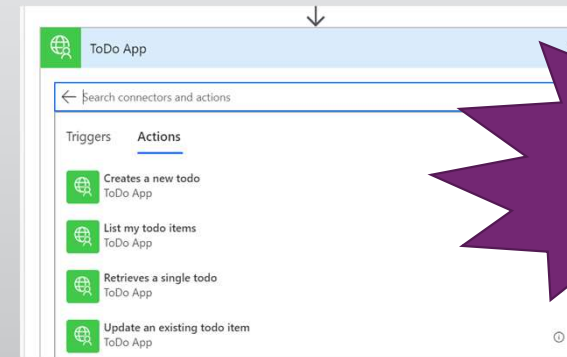 ToDo App
Search connectors and actions
Triggers Actions
Creates a new todo
ToDo App
List my todo items
ToDo App
Retrieves a single todo
ToDo App
Update an existing todo item
ToDo App